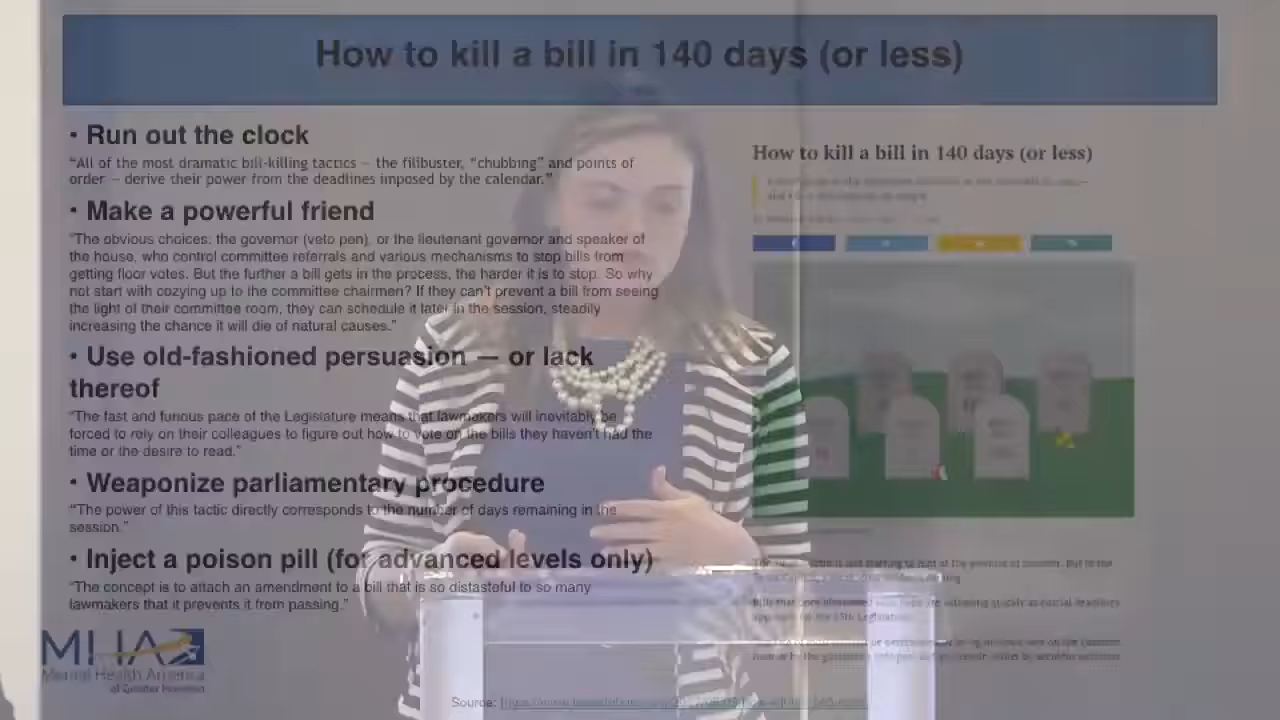 How to kill a bill in 140 days (or less)
• Run out the clock
“All of the most dramatic bill-killing tactics — the filibuster, “chubbing” and points of
order — derive their power from the deadlines imposed by the calendar.”
• Make a powerful friend
“The obvious choices: the governor (veto pen), or the lieutenant governor and speaker of
the house, who control committee referrals and various mechanisms to stop bills from
getting floor votes. But the further a bill gets in the process, the harder it is to stop. So why
not start with cozying up to the committee chairmen? If they can’t prevent a bill from seeing
the light of their committee room, they can schedule it later in the session, steadily
increasing the chance it will die of natural causes.”
• Use old-fashioned persuasion — or lack
thereof
“The fast and furious pace of the Legislature means that lawmakers will inevitably be
forced to rely on their colleagues to figure out how to vote on the bills they haven’t had the
time or the desire to read.”
• Weaponize parliamentary procedure
“The power of this tactic directly corresponds to the number of days remaining in the
session.”
• Inject a poison pill (for advanced levels only)
“The concept is to attach an amendment to a bill that is so distasteful to so many
lawmakers that it prevents it from passing.”
How to kill a bill in 140 days (or less)
MHA
Mental Health America
of Greater Houston
Source: